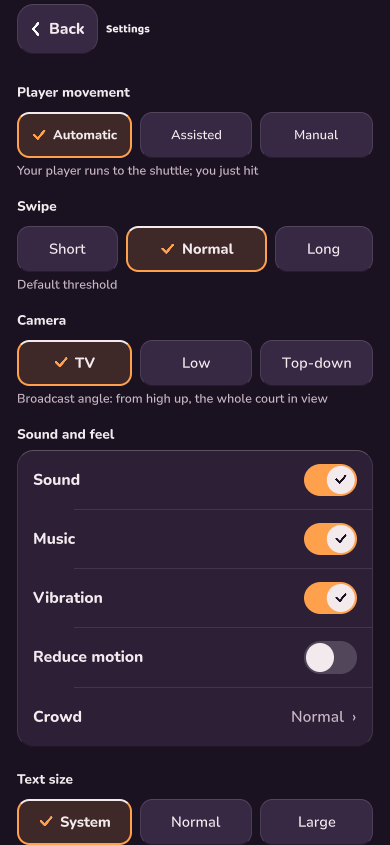 Back Settings
Player movement
Automatic Assisted Manual
Your player runs to the shuttle; you just hit
Swipe
Short Normal Long
Default threshold
Camera
TV Low Top-down
Broadcast angle: from high up, the whole court in view
Sound and feel
Sound
Music
Vibration
Reduce motion
Crowd Normal ›
Text size
System Normal Large